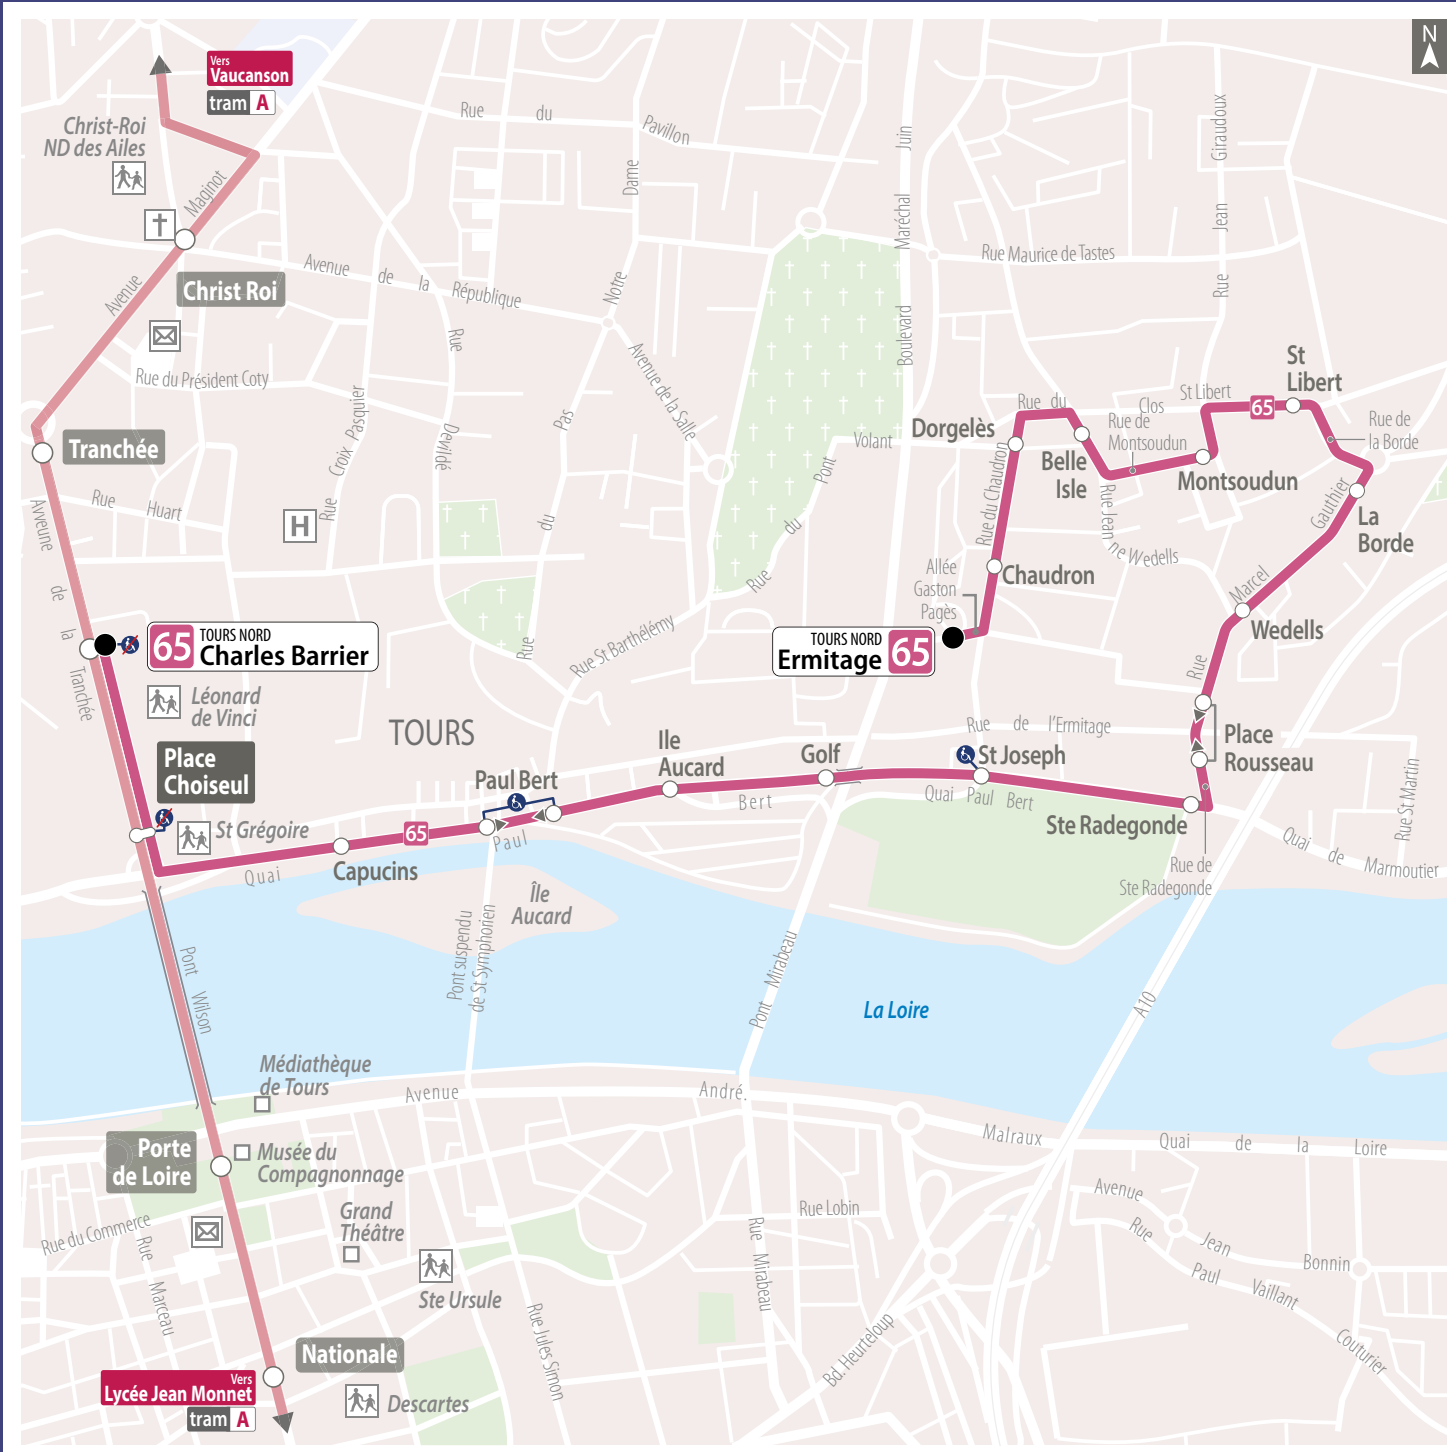 N
Vers
Vaucanson
tram A
Christ-Roi
ND des Ailes
Maginot
Avenue
Christ Roi
Rue du Pavillon
Notre Dame
Boulevard Maréchal Juin
Rue Jean Giraudoux
Rue Maurice de Tastes
Avenue de la République
Rue du Président Coty
Rue Croix Pasquier
Rue Devildé
Rue du Pas
Avenue de la Salle
Tranchée
Rue Huart
H
Avveune de la Tranchée
Volant
Rue du Pont
Rue St Barthélémy
Dorgelès
Rue du Clos St Libert
65
St
Libert
Rue de
la Borde
Rue de
Montsoudun
Belle
Isle
Montsoudun
Rue du Chaudron
Rue Jean ne Wedells
La
Borde
Rue Marcel Gauthier
Chaudron
Allée
Gaston
Pagès
Wedells
65 TOURS NORD
Charles Barrier
TOURS NORD
Ermitage 65
Léonard
de Vinci
Place
Choiseul
St Grégoire
TOURS
Paul Bert
Ile
Aucard
Golf
Rue de l'Ermitage
St Joseph
Place
Rousseau
Ste Radegonde
Quai Paul Bert
Rue St Martin
Quai de Marmoutier
Rue de
Ste Radegonde
65
Capucins
Quai Paul Bert
Île
Aucard
Pont suspendu
de St Symphorien
Pont Wilson
Pont Mirabeau
La Loire
A10
Médiathèque
de Tours
Avenue André. Malraux
Quai de la Loire
Porte
de Loire
Musée du
Compagnonnage
Grand
Théâtre
Rue du Commerce
Rue Marceau
Ste Ursule
Rue Jules Simon
Rue Mirabeau
Rue Lobin
Bd. Heurteloup
Avenue Jean Bonnin
Rue Paul Vaillant Couturier
Nationale
Vers
Lycée Jean Monnet
tram A
Descartes